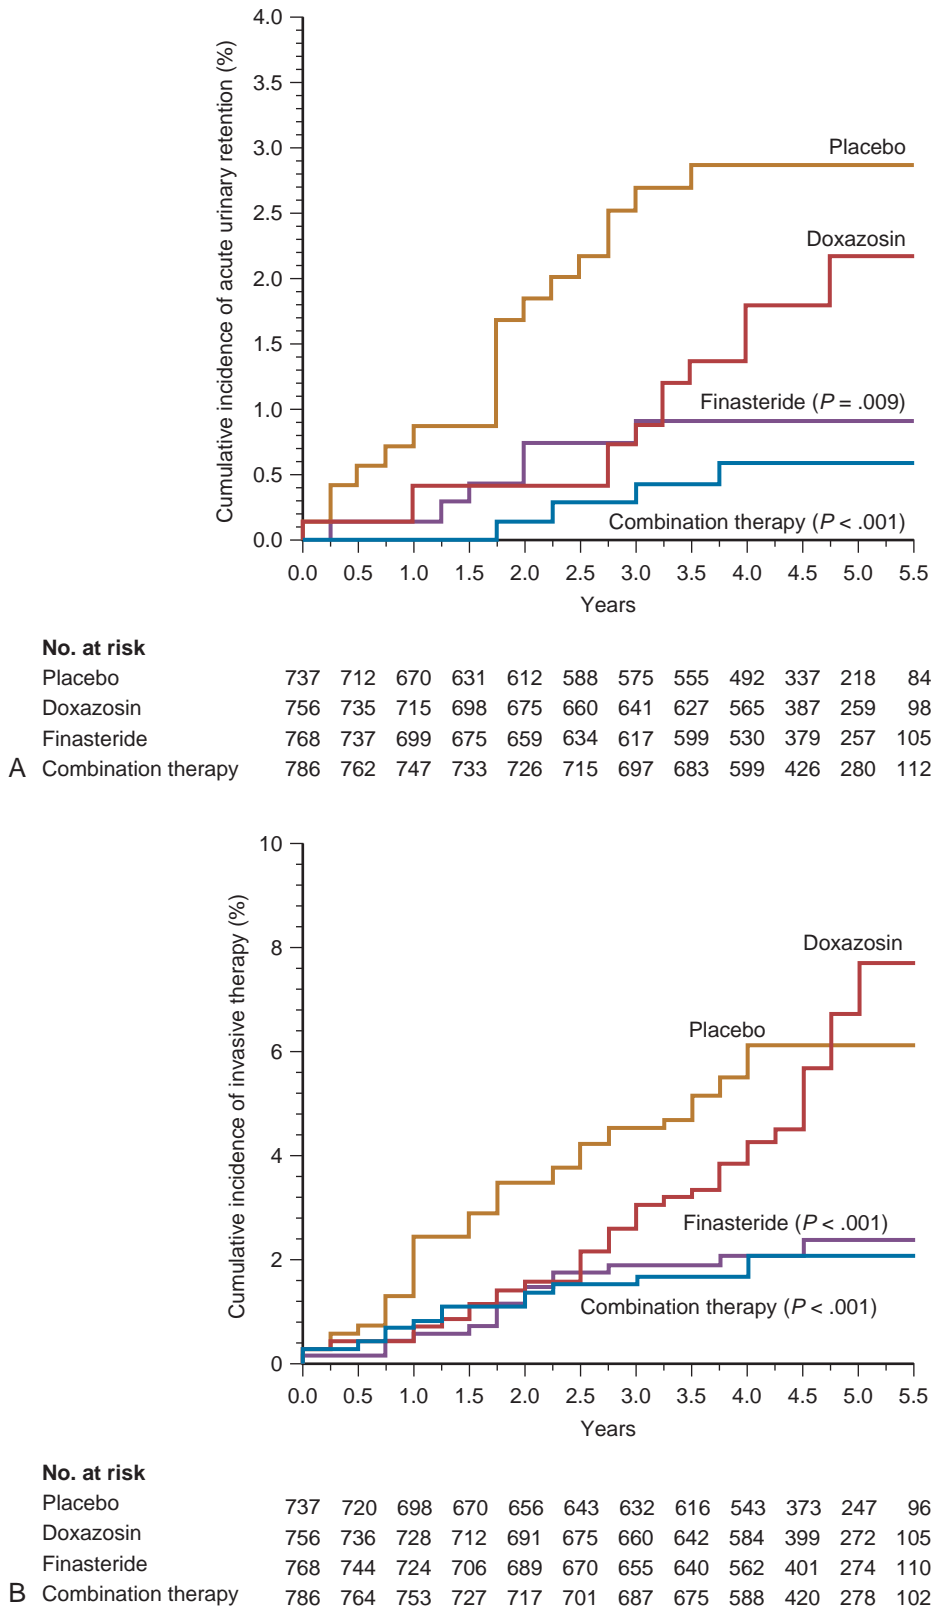 Cumulative incidence of acute urinary retention (%)
4.0
3.5
3.0
2.5
2.0
1.5
1.0
0.5
0.0
Placebo
Doxazosin
Finasteride (P = .009)
Combination therapy (P < .001)
0.0 0.5 1.0 1.5 2.0 2.5 3.0 3.5 4.0 4.5 5.0 5.5
Years
No. at risk
Placebo 737 712 670 631 612 588 575 555 492 337 218 84
Doxazosin 756 735 715 698 675 660 641 627 565 387 259 98
Finasteride 768 737 699 675 659 634 617 599 530 379 257 105
A Combination therapy 786 762 747 733 726 715 697 683 599 426 280 112
Cumulative incidence of invasive therapy (%)
10
8
6
4
2
0
Doxazosin
Placebo
Finasteride (P < .001)
Combination therapy (P < .001)
0.0 0.5 1.0 1.5 2.0 2.5 3.0 3.5 4.0 4.5 5.0 5.5
Years
No. at risk
Placebo 737 720 698 670 656 643 632 616 543 373 247 96
Doxazosin 756 736 728 712 691 675 660 642 584 399 272 105
Finasteride 768 744 724 706 689 670 655 640 562 401 274 110
B Combination therapy 786 764 753 727 717 701 687 675 588 420 278 102